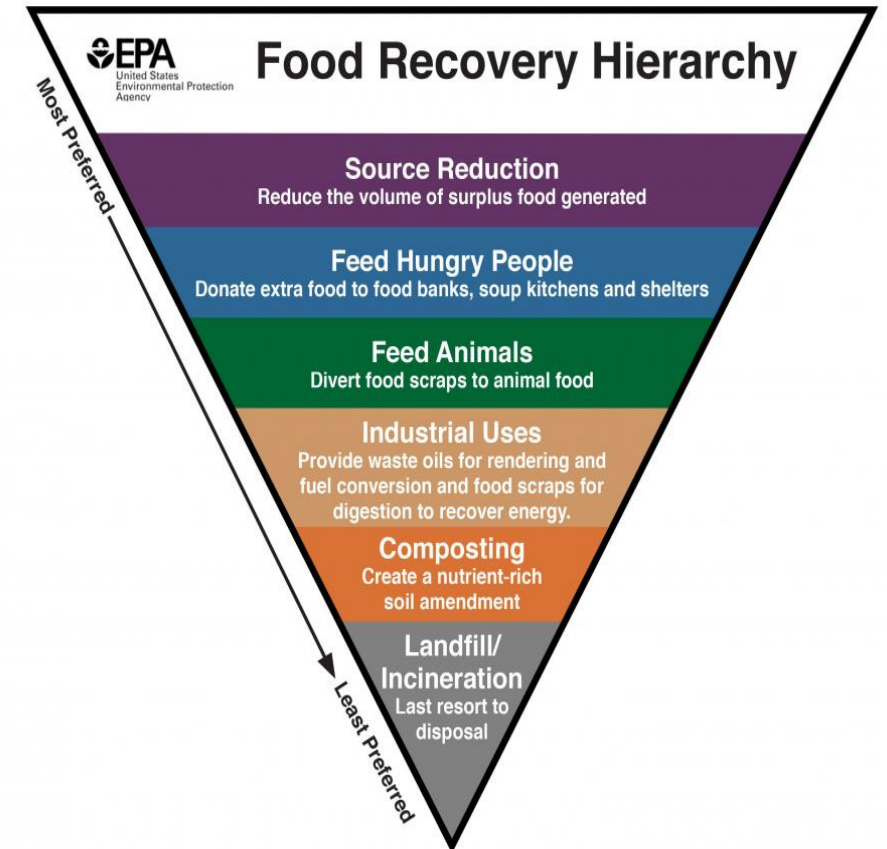 EPA
United States
Environmental Protection
Agency
Food Recovery Hierarchy
Most Preferred
Source Reduction
Reduce the volume of surplus food generated
Feed Hungry People
Donate extra food to food banks, soup kitchens and shelters
Feed Animals
Divert food scraps to animal food
Industrial Uses
Provide waste oils for rendering and
fuel conversion and food scraps for
digestion to recover energy.
Composting
Create a nutrient-rich
soil amendment
Landfill/
Incineration
Last resort to
disposal
Least Preferred